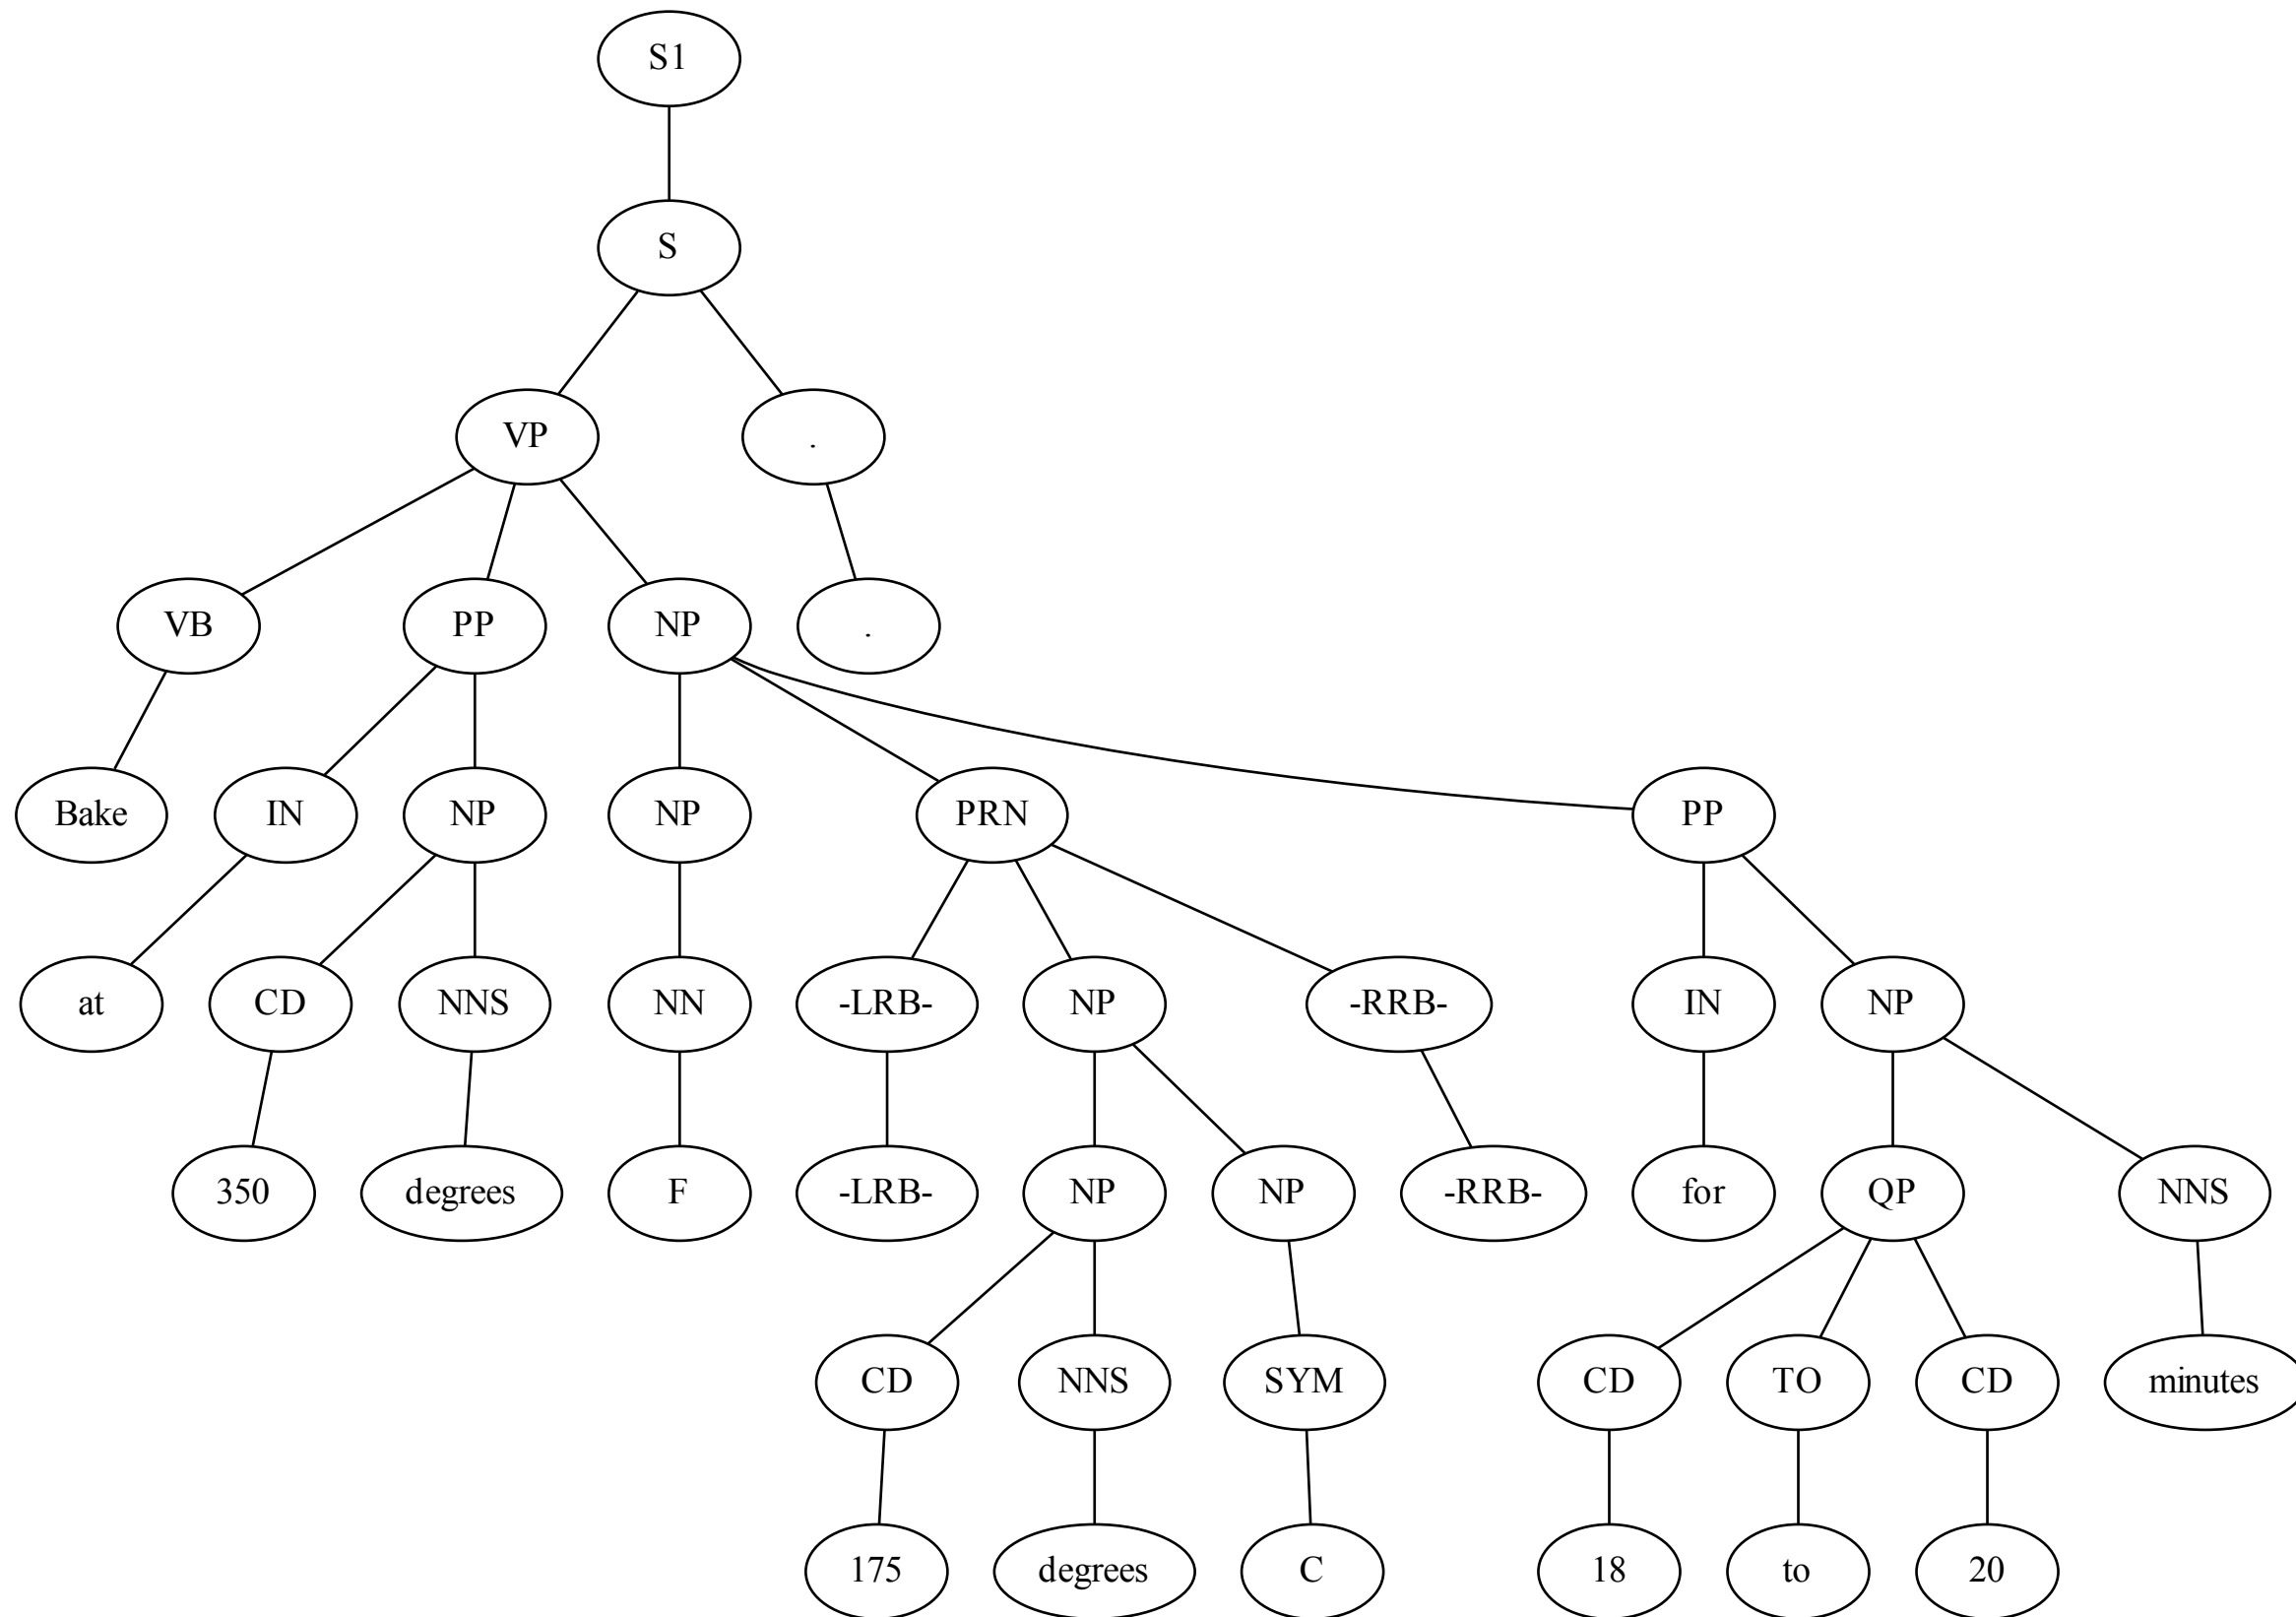 S1
S
VP .
VB PP NP .
Bake IN NP NP PRN PP
at CD NNS NN -LRB- NP -RRB- IN NP
350 degrees F -LRB- NP NP -RRB- for QP NNS
CD NNS SYM CD TO CD minutes
175 degrees C 18 to 20